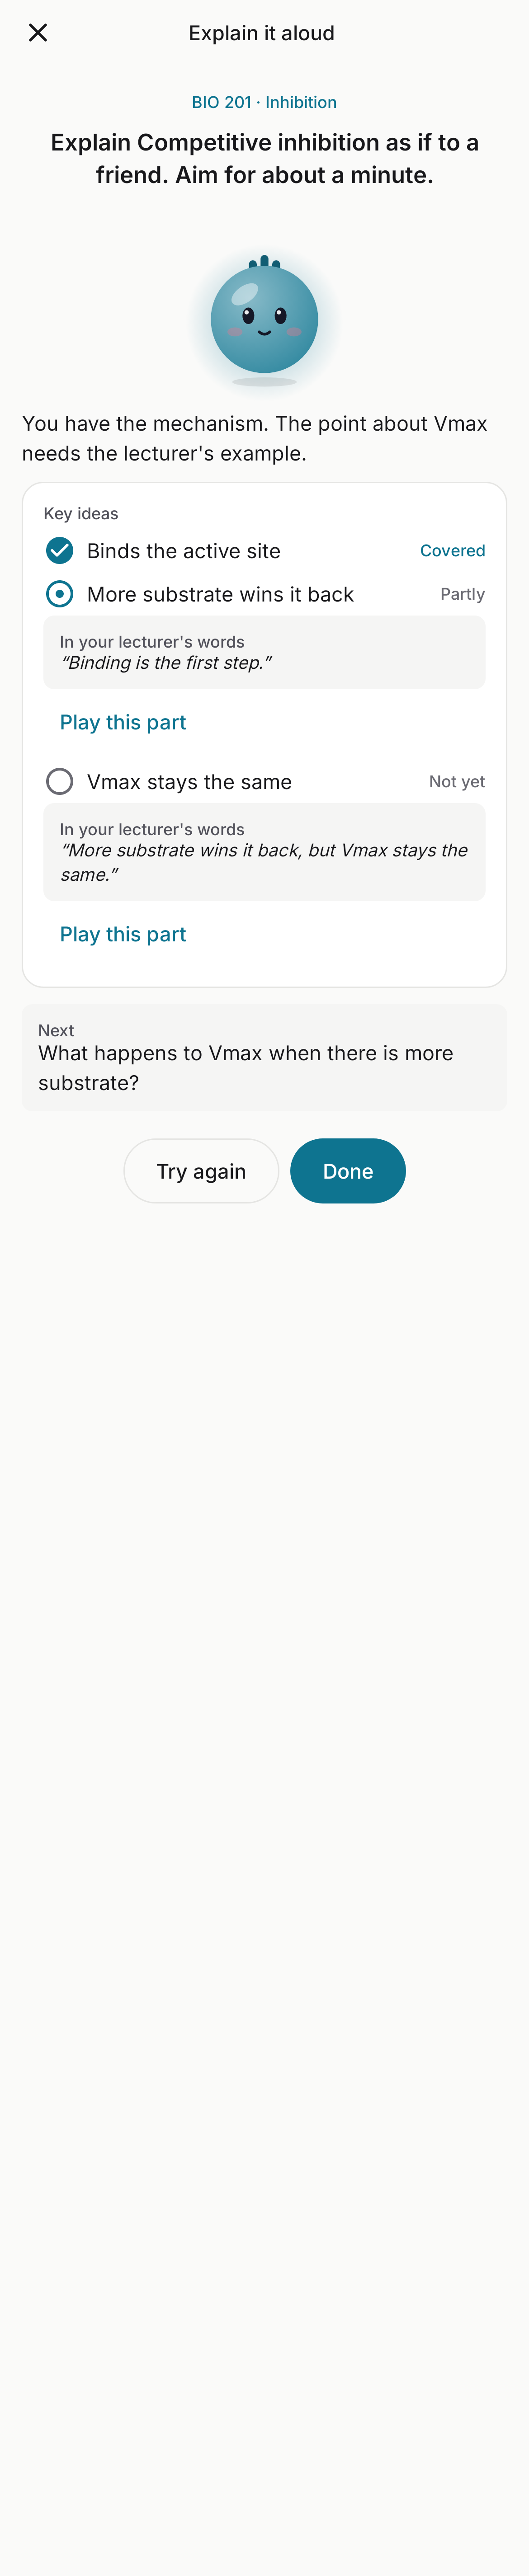 Explain it aloud
BIO 201 · Inhibition
Explain Competitive inhibition as if to a
friend. Aim for about a minute.
You have the mechanism. The point about Vmax
needs the lecturer's example.
Key ideas
Binds the active site
Covered
More substrate wins it back
Partly
In your lecturer's words
“Binding is the first step.”
Play this part
Vmax stays the same
Not yet
In your lecturer's words
“More substrate wins it back, but Vmax stays the
same.”
Play this part
Next
What happens to Vmax when there is more
substrate?
Try again
Done